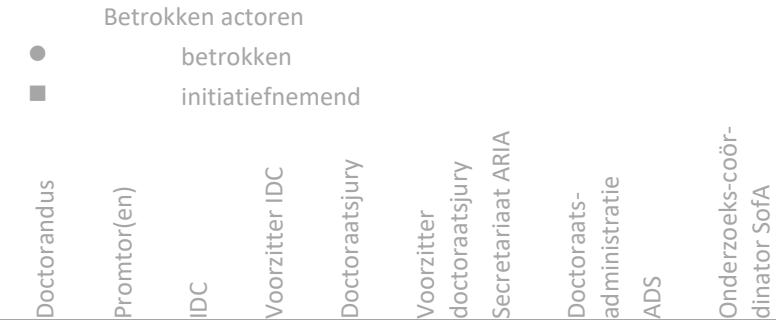 Betrokken actoren
● betrokken
■ initiatiefnemend
Doctorandus
Promtor(en)
IDC
Voorzitter IDC
Doctoraatsjury
Voorzitter
doctoraatsjury
Secretariaat ARIA
Doctoraats-
administratie
ADS
Onderzoeks-coör-
dinator SofA